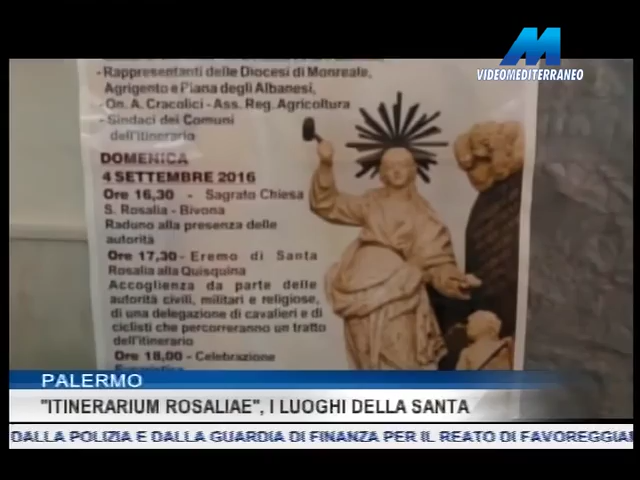 VIDEOMEDITERRANEO
- Rappresentanti delle Diocesi di Monreale,
Agrigento e Piana degli Albanesi,
- On. A. Cracolici - Ass. Reg. Agricoltura
- Sindaci dei Comuni
dell'itinerario
DOMENICA
4 SETTEMBRE 2016
Ore 16,30 - Sagrato Chiesa
S. Rosalia - Bivona
Raduno alla presenza delle
autorità
Ore 17,30 - Eremo di Santa
Rosalia alla Quisquina
Accoglienza da parte delle
autorità civili, militari e religiose,
di una delegazione di cavalieri e di
ciclisti che percorreranno un tratto
dell'itinerario
Ore 18,00 - Celebrazione
PALERMO
"ITINERARIUM ROSALIAE", I LUOGHI DELLA SANTA
DALLA POLIZIA E DALLA GUARDIA DI FINANZA PER IL REATO DI FAVOREGGIAI